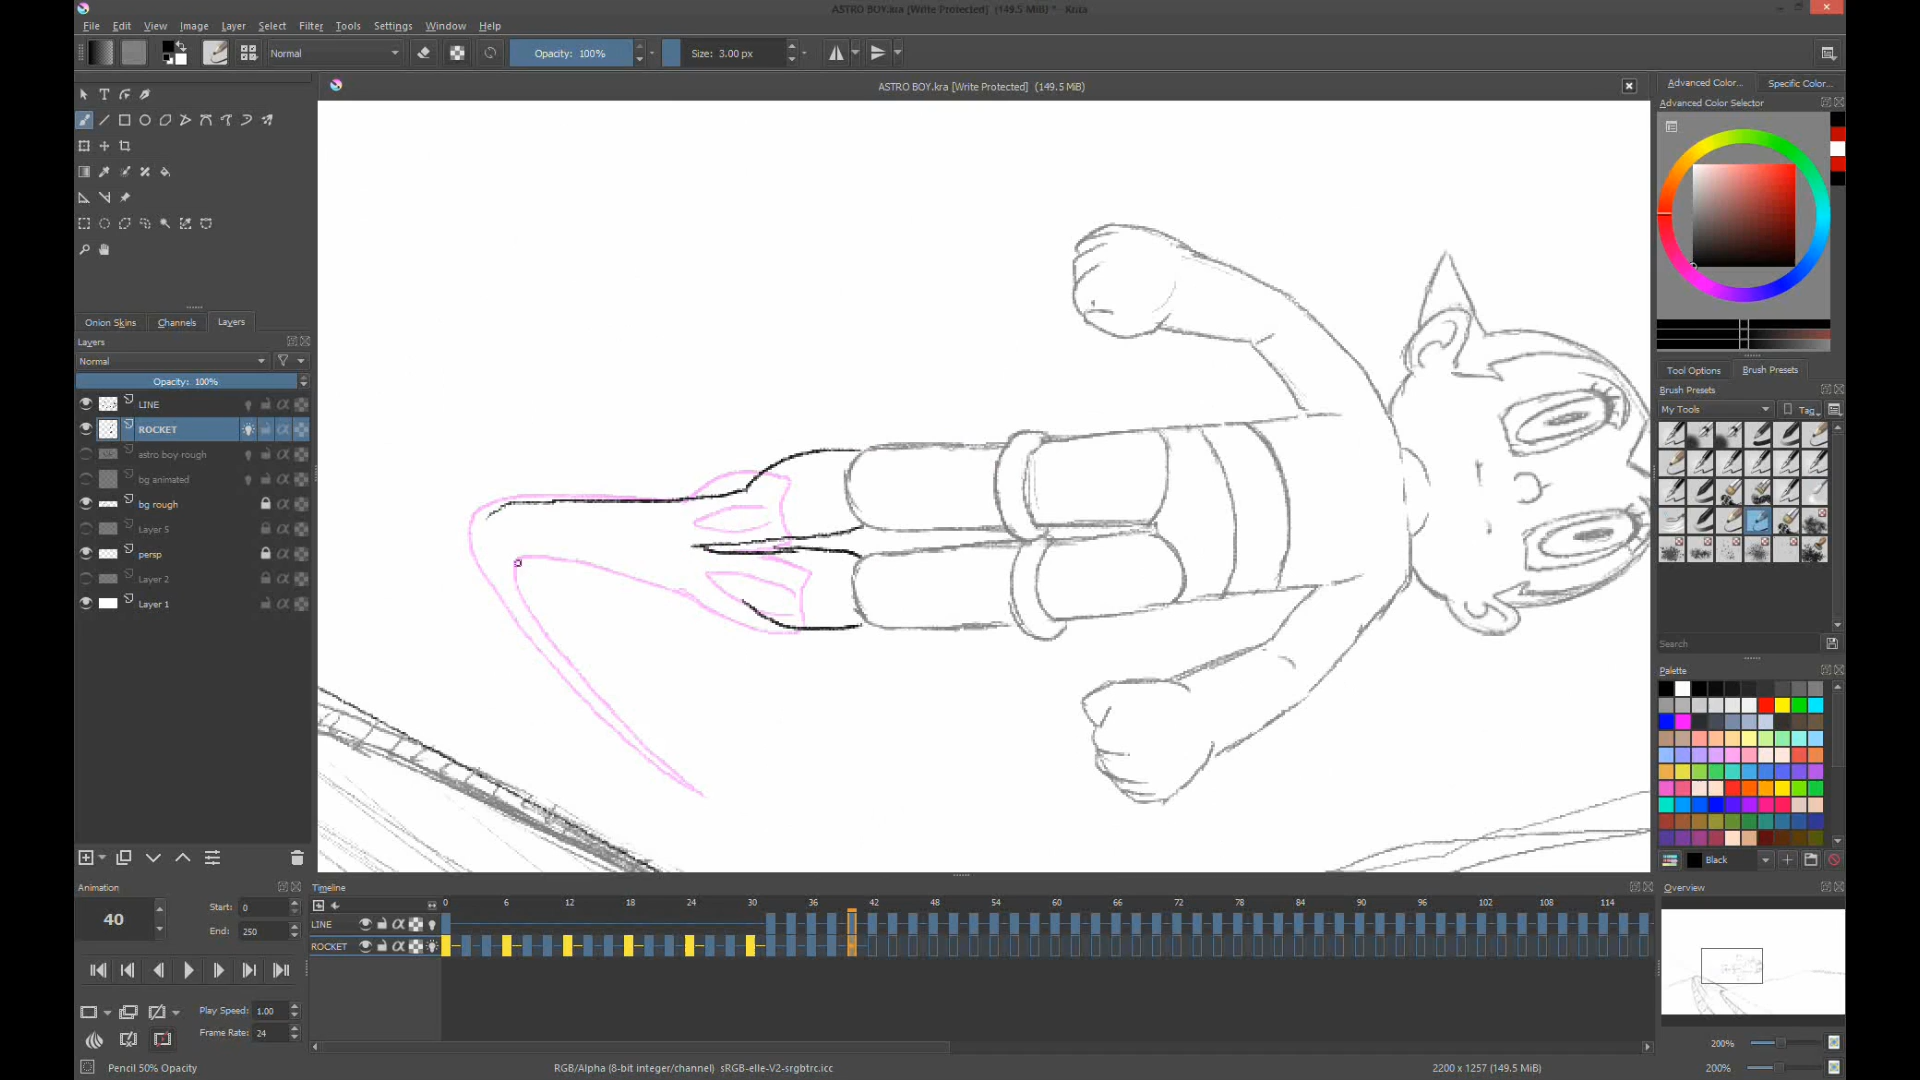 ASTRO BOY.kra [Write Protected] (149.5 MiB) * - Krita
File Edit View Image Layer Select Filter Tools Settings Window Help
Normal Opacity: 100% Size: 3.00 px
ASTRO BOY.kra [Write Protected] (149.5 MiB)
Advanced Color... Specific Color...
Advanced Color Selector
Onion Skins Channels Layers
Layers
Normal
Opacity: 100%
LINE
ROCKET
astro boy rough
bg animated
bg rough
Layer 5
persp
Layer 2
Layer 1
Tool Options Brush Presets
Brush Presets
My Tools Tag
Search
Palette
Black
Animation
40
Start: 0
End: 250
Play Speed: 1.00
Frame Rate: 24
Timeline
0 6 12 18 24 30 36 42 48 54 60 66 72 78 84 90 96 102 108 114
LINE
ROCKET
Overview
200%
200%
Pencil 50% Opacity
RGB/Alpha (8-bit integer/channel) sRGB-elle-V2-srgbtrc.icc
2200 x 1257 (149.5 MiB)